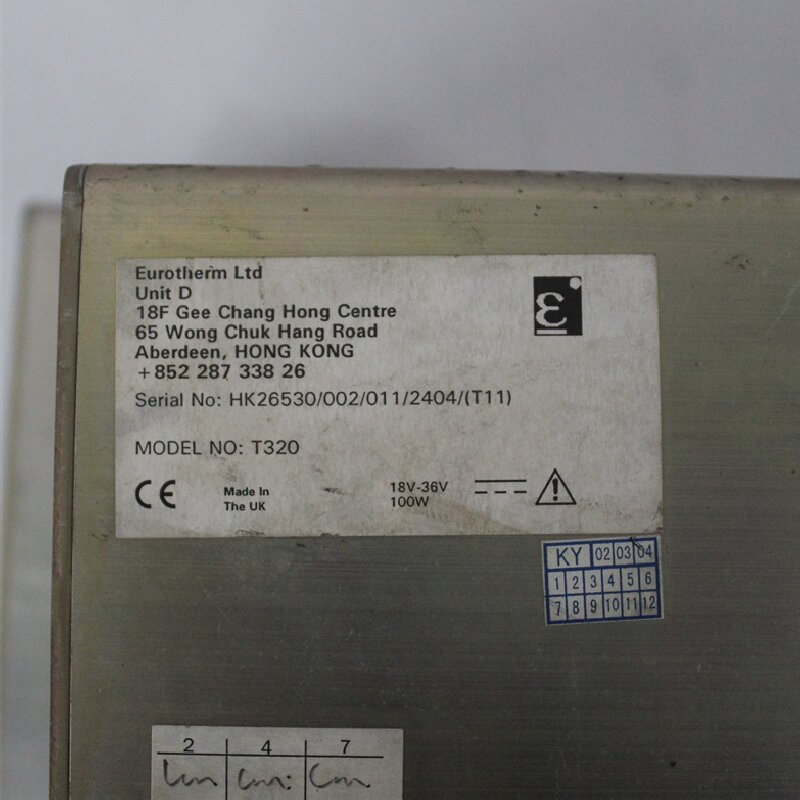 Eurotherm Ltd
Unit D
18F Gee Chang Hong Centre
65 Wong Chuk Hang Road
Aberdeen, HONG KONG
+852 287 338 26
Serial No: HK26530/002/011/2404/(T11)
MODEL NO: T320
CE
Made In
The UK
18V-36V
100W
KY 02 03 04
1 2 3 4 5 6
7 8 9 10 11 12
2 4 7